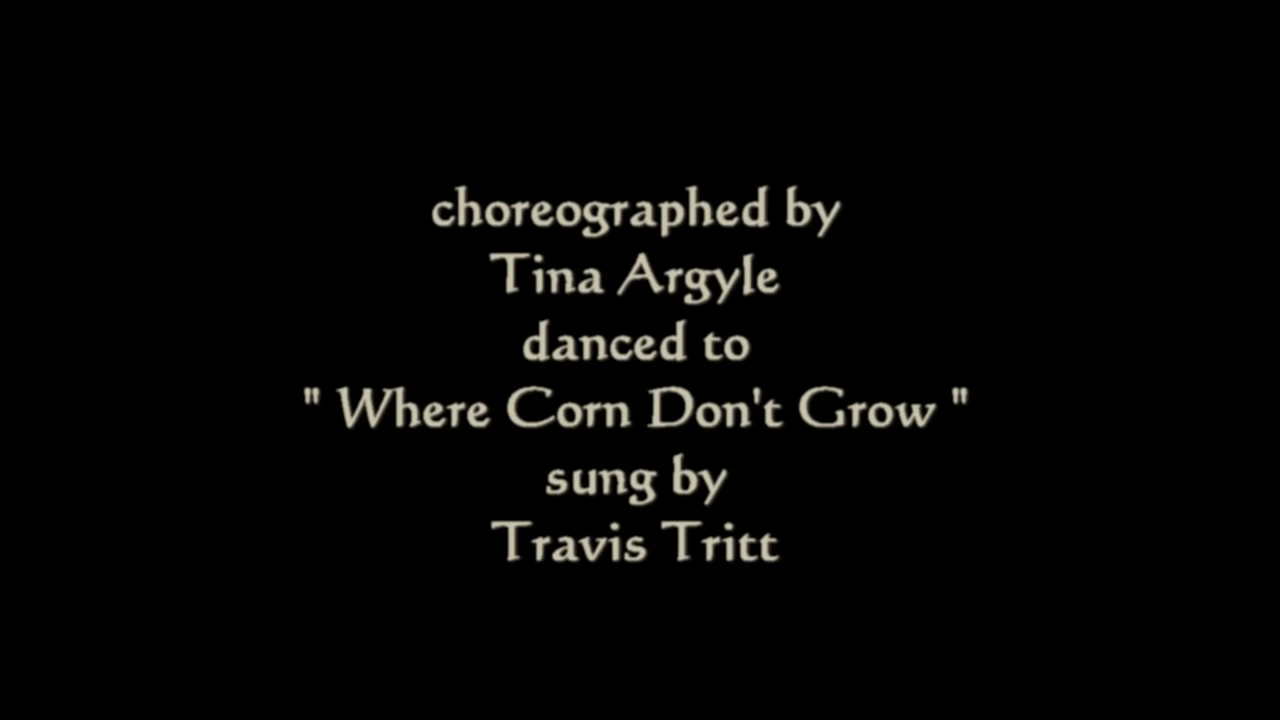 choreographed by
Tina Argyle
danced to
" Where Corn Don't Grow "
sung by
Travis Tritt